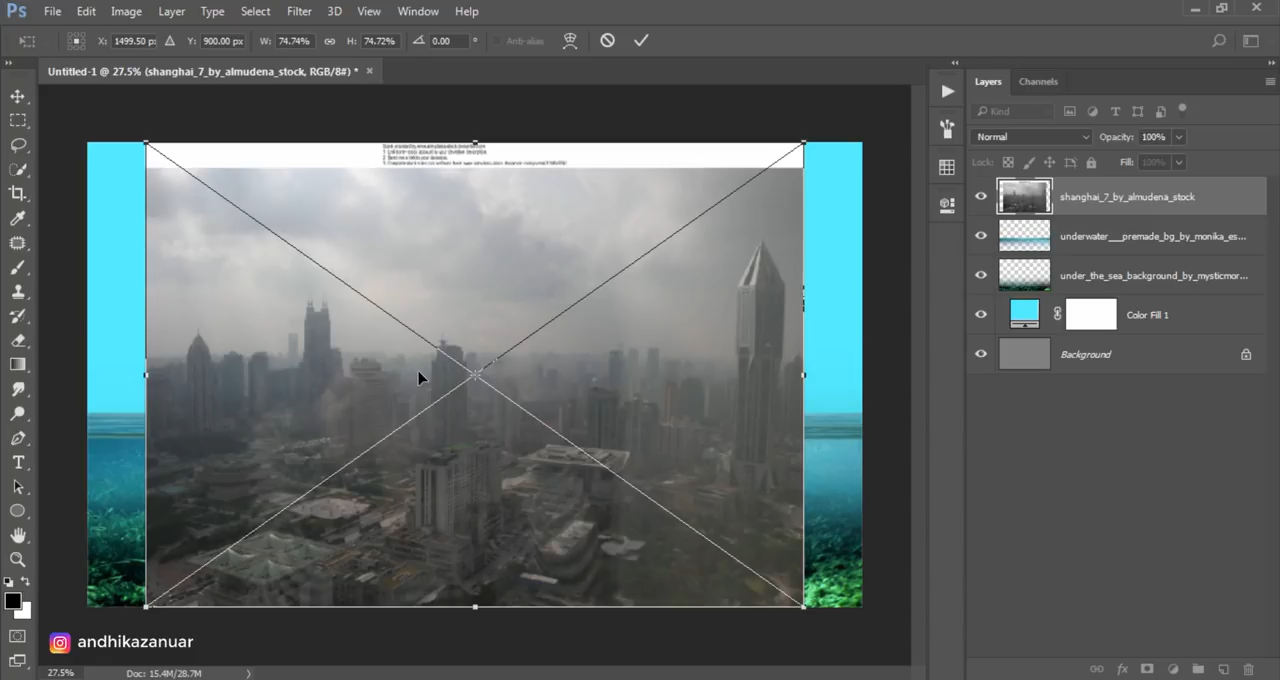 Ps File Edit Image Layer Type Select Filter 3D View Window Help
X: 1499.50 px Y: 900.00 px W: 74.74% H: 74.72% 0.00 ° Anti-alias
Untitled-1 @ 27.5% (shanghai_7_by_almudena_stock, RGB/8#) * ×
Layers Channels
Kind
Normal Opacity: 100%
Lock: Fill: 100%
shanghai_7_by_almudena_stock
underwater___premade_bg_by_monika_es...
under_the_sea_background_by_mysticmor...
Color Fill 1
Background
andhikazanuar
27.5% Doc: 15.4M/28.7M